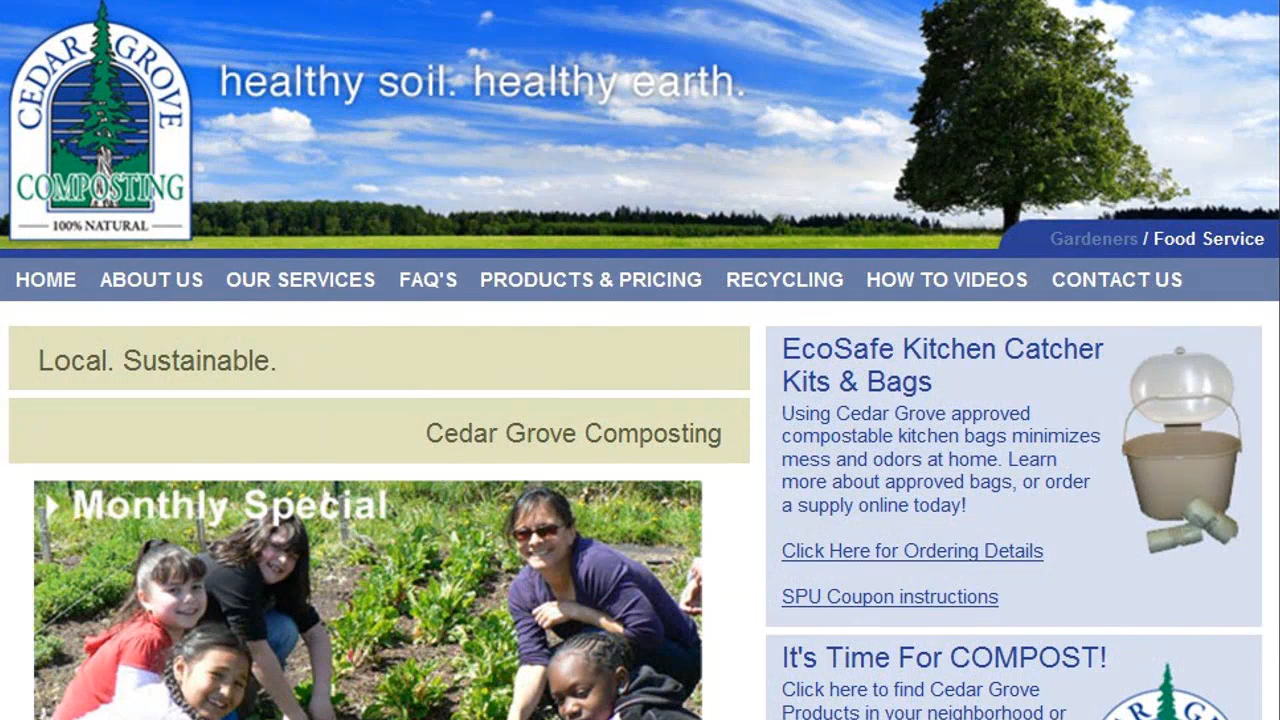 CEDAR GROVE
COMPOSTING
100% NATURAL
healthy soil. healthy earth.
Gardeners / Food Service
HOME ABOUT US OUR SERVICES FAQ'S PRODUCTS & PRICING RECYCLING HOW TO VIDEOS CONTACT US
Local. Sustainable.
Cedar Grove Composting
Monthly Special
EcoSafe Kitchen Catcher
Kits & Bags
Using Cedar Grove approved
compostable kitchen bags minimizes
mess and odors at home. Learn
more about approved bags, or order
a supply online today!
Click Here for Ordering Details
SPU Coupon instructions
It's Time For COMPOST!
Click here to find Cedar Grove
Products in your neighborhood or
CEDAR GROVE